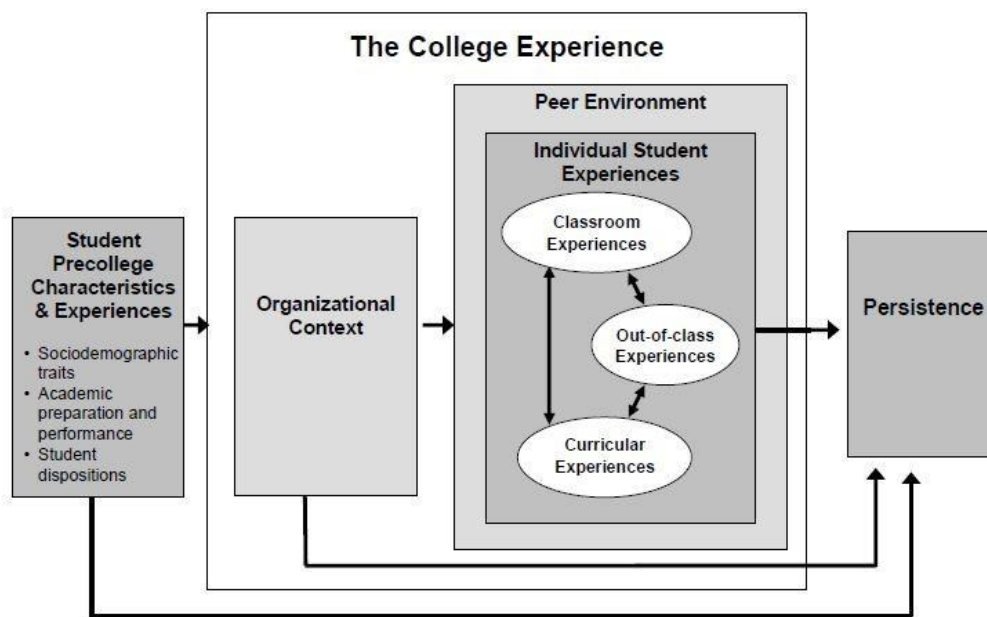 The College Experience
Peer Environment
Individual Student
Experiences
Classroom
Experiences
Student
Precollege
Characteristics
& Experiences
• Sociodemographic
traits
• Academic
preparation and
performance
• Student
dispositions
Organizational
Context
Out-of-class
Experiences
Curricular
Experiences
Persistence